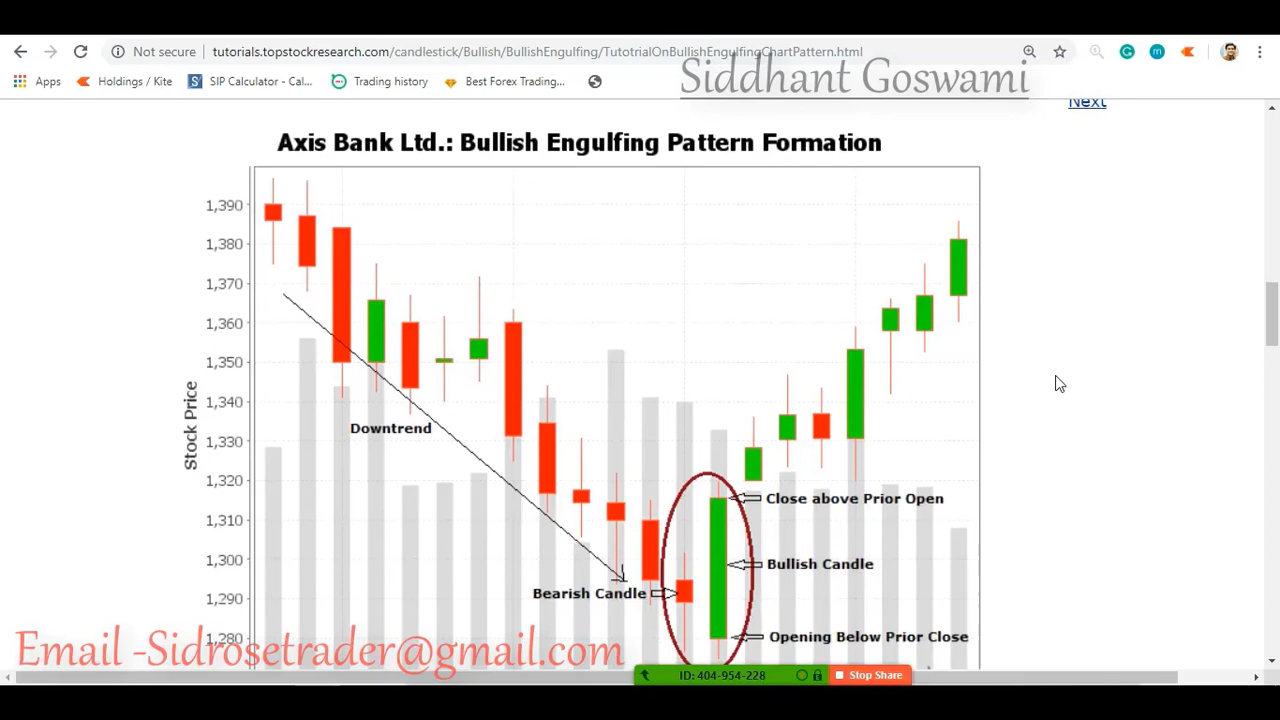 Not secure tutorials.topstockresearch.com/candlestick/Bullish/BullishEngulfing/TutotrialOnBullishEngulfingChartPattern.html
Apps Holdings / Kite SIP Calculator - Cal... Trading history Best Forex Trading...
Siddhant Goswami
Next
Axis Bank Ltd.: Bullish Engulfing Pattern Formation
1,390
1,380
1,370
1,360
1,350
1,340
1,330
1,320
1,310
1,300
1,290
1,280
Stock Price
Downtrend
Close above Prior Open
Bullish Candle
Bearish Candle
Opening Below Prior Close
Email -Sidrosetrader@gmail.com
ID: 404-954-228 Stop Share